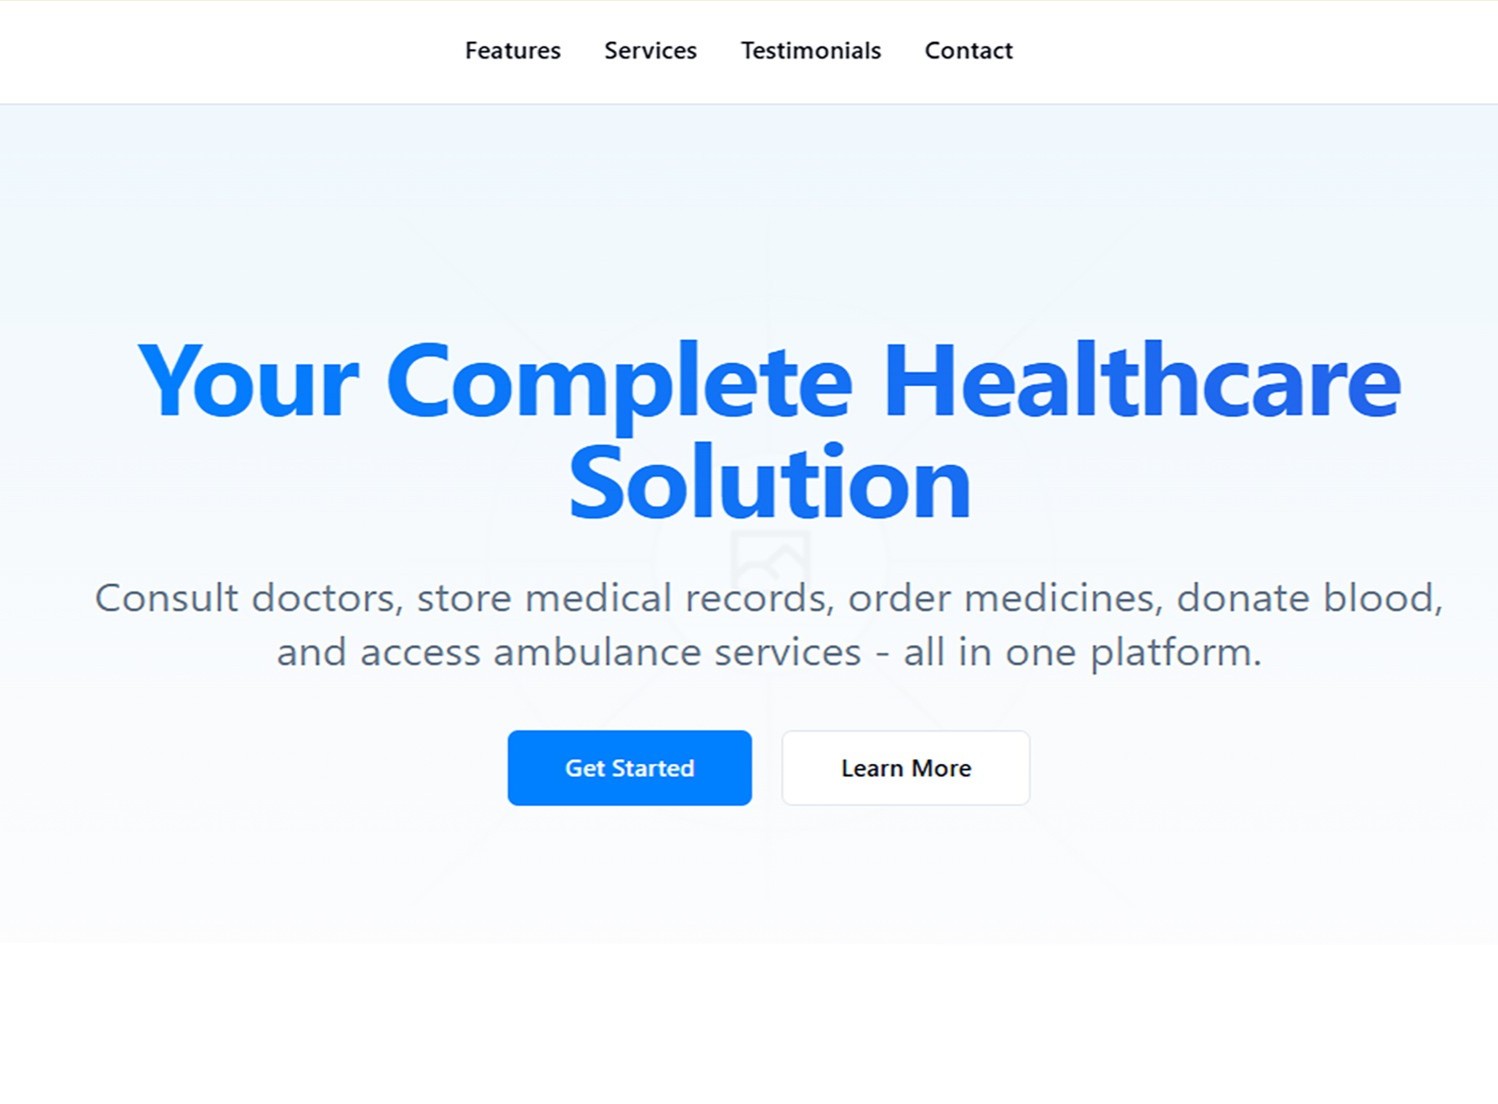 Features Services Testimonials Contact
Your Complete Healthcare
Solution
Consult doctors, store medical records, order medicines, donate blood,
and access ambulance services - all in one platform.
Get Started Learn More